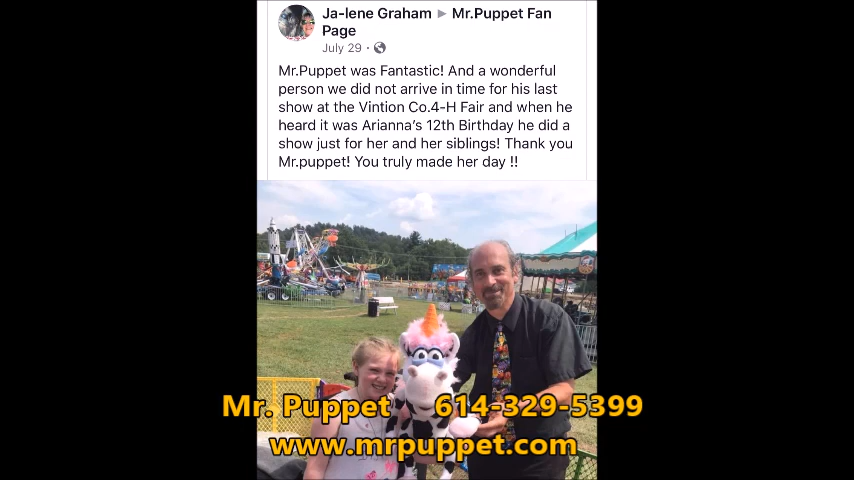 Ja-lene Graham ▸ Mr.Puppet Fan
Page
July 29 ·
Mr.Puppet was Fantastic! And a wonderful
person we did not arrive in time for his last
show at the Vintion Co.4-H Fair and when he
heard it was Arianna's 12th Birthday he did a
show just for her and her siblings! Thank you
Mr.puppet! You truly made her day !!
Mr. Puppet 614-329-5399
www.mrpuppet.com